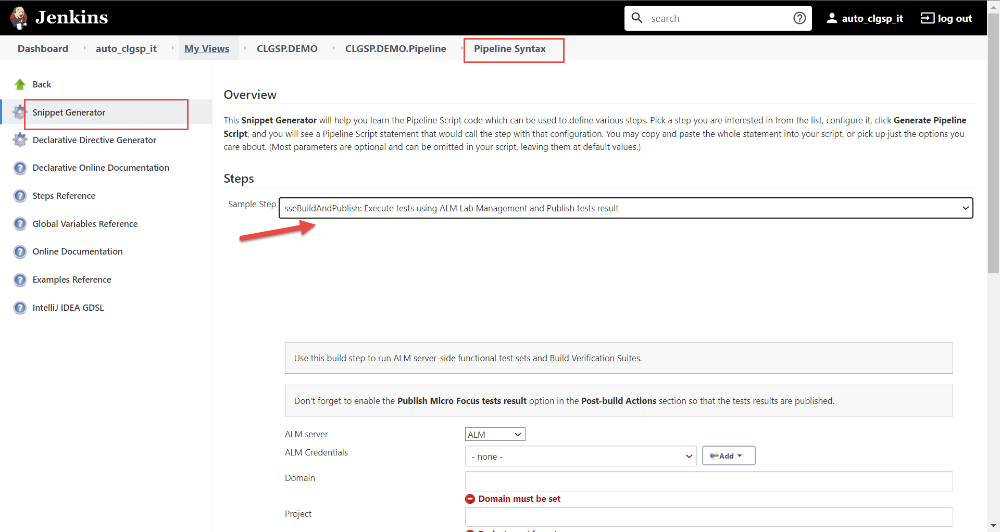 Jenkins
search
auto_clgsp_it
log out
Dashboard
auto_clgsp_it
My Views
CLGSP.DEMO
CLGSP.DEMO.Pipeline
Pipeline Syntax
Back
Snippet Generator
Declarative Directive Generator
Declarative Online Documentation
Steps Reference
Global Variables Reference
Online Documentation
Examples Reference
IntelliJ IDEA GDSL
Overview
This Snippet Generator will help you learn the Pipeline Script code which can be used to define various steps. Pick a step you are interested in from the list, configure it, click Generate Pipeline
Script, and you will see a Pipeline Script statement that would call the step with that configuration. You may copy and paste the whole statement into your script, or pick up just the options you
care about. (Most parameters are optional and can be omitted in your script, leaving them at default values.)
Steps
Sample Step
sseBuildAndPublish: Execute tests using ALM Lab Management and Publish tests result
Use this build step to run ALM server-side functional test sets and Build Verification Suites.
Don't forget to enable the Publish Micro Focus tests result option in the Post-build Actions section so that the tests results are published.
ALM server
ALM
ALM Credentials
- none -
Add
Domain
Domain must be set
Project